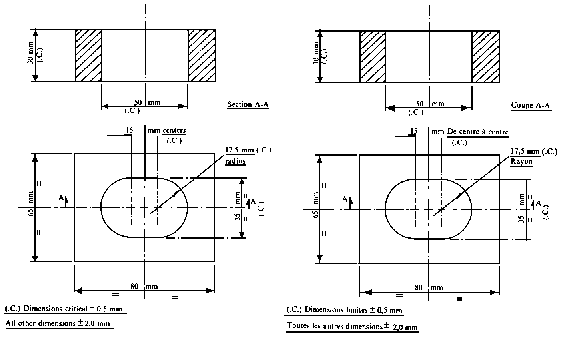 30 mm
(.C.)
50 mm
(.C.)
Section A-A
15 mm centers
(.C.)
17.5 mm (.C.)
radius
65 mm
A
A
35 mm
(.C.)
80 mm
(.C.) Dimensions critical ± 0.5 mm
All other dimensions ± 2.0 mm
30 mm
(.C.)
50 mm
(.C.)
Coupe A-A
15 mm De centre à centre
(.C.)
17,5 mm (.C.)
Rayon
65 mm
A
A
35 mm
(.C.)
80 mm
(.C.) Dimensions limitas ± 0,5 mm
Toutes les autres dimensions ± 2,0 mm